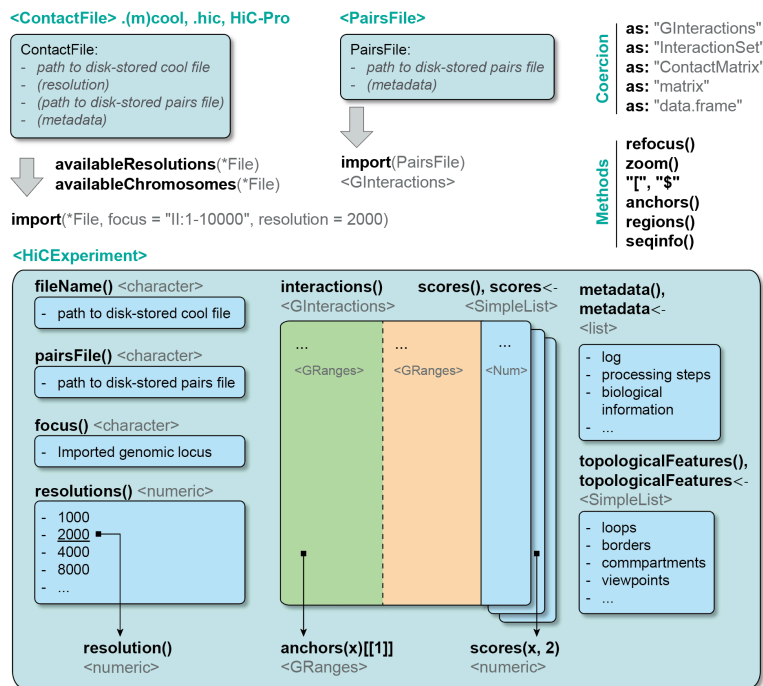 <ContactFile> .(m)cool, .hic, HiC-Pro
ContactFile:
- path to disk-stored cool file
- (resolution)
- (path to disk-stored pairs file)
- (metadata)
availableResolutions(*File)
availableChromosomes(*File)
import(*File, focus = "II:1-10000", resolution = 2000)
<PairsFile>
PairsFile:
- path to disk-stored pairs file
- (metadata)
import(PairsFile)
<GInteractions>
Coercion
as: "GInteractions"
as: "InteractionSet'
as: "ContactMatrix'
as: "matrix"
as: "data.frame"
Methods
refocus()
zoom()
"[", "$"
anchors()
regions()
seqinfo()
<HiCExperiment>
fileName() <character>
- path to disk-stored cool file
pairsFile() <character>
- path to disk-stored pairs file
focus() <character>
- Imported genomic locus
resolutions() <numeric>
- 1000
- 2000
- 4000
- 8000
- ...
resolution()
<numeric>
interactions()
<GInteractions>
scores(), scores<-
<SimpleList>
... ... ...
<GRanges> <GRanges> <Num>
anchors(x)[[1]]
<GRanges>
scores(x, 2)
<numeric>
metadata(),
metadata<-
<list>
- log
- processing steps
- biological
information
- ...
topologicalFeatures(),
topologicalFeatures<-
<SimpleList>
- loops
- borders
- commpartments
- viewpoints
- ...